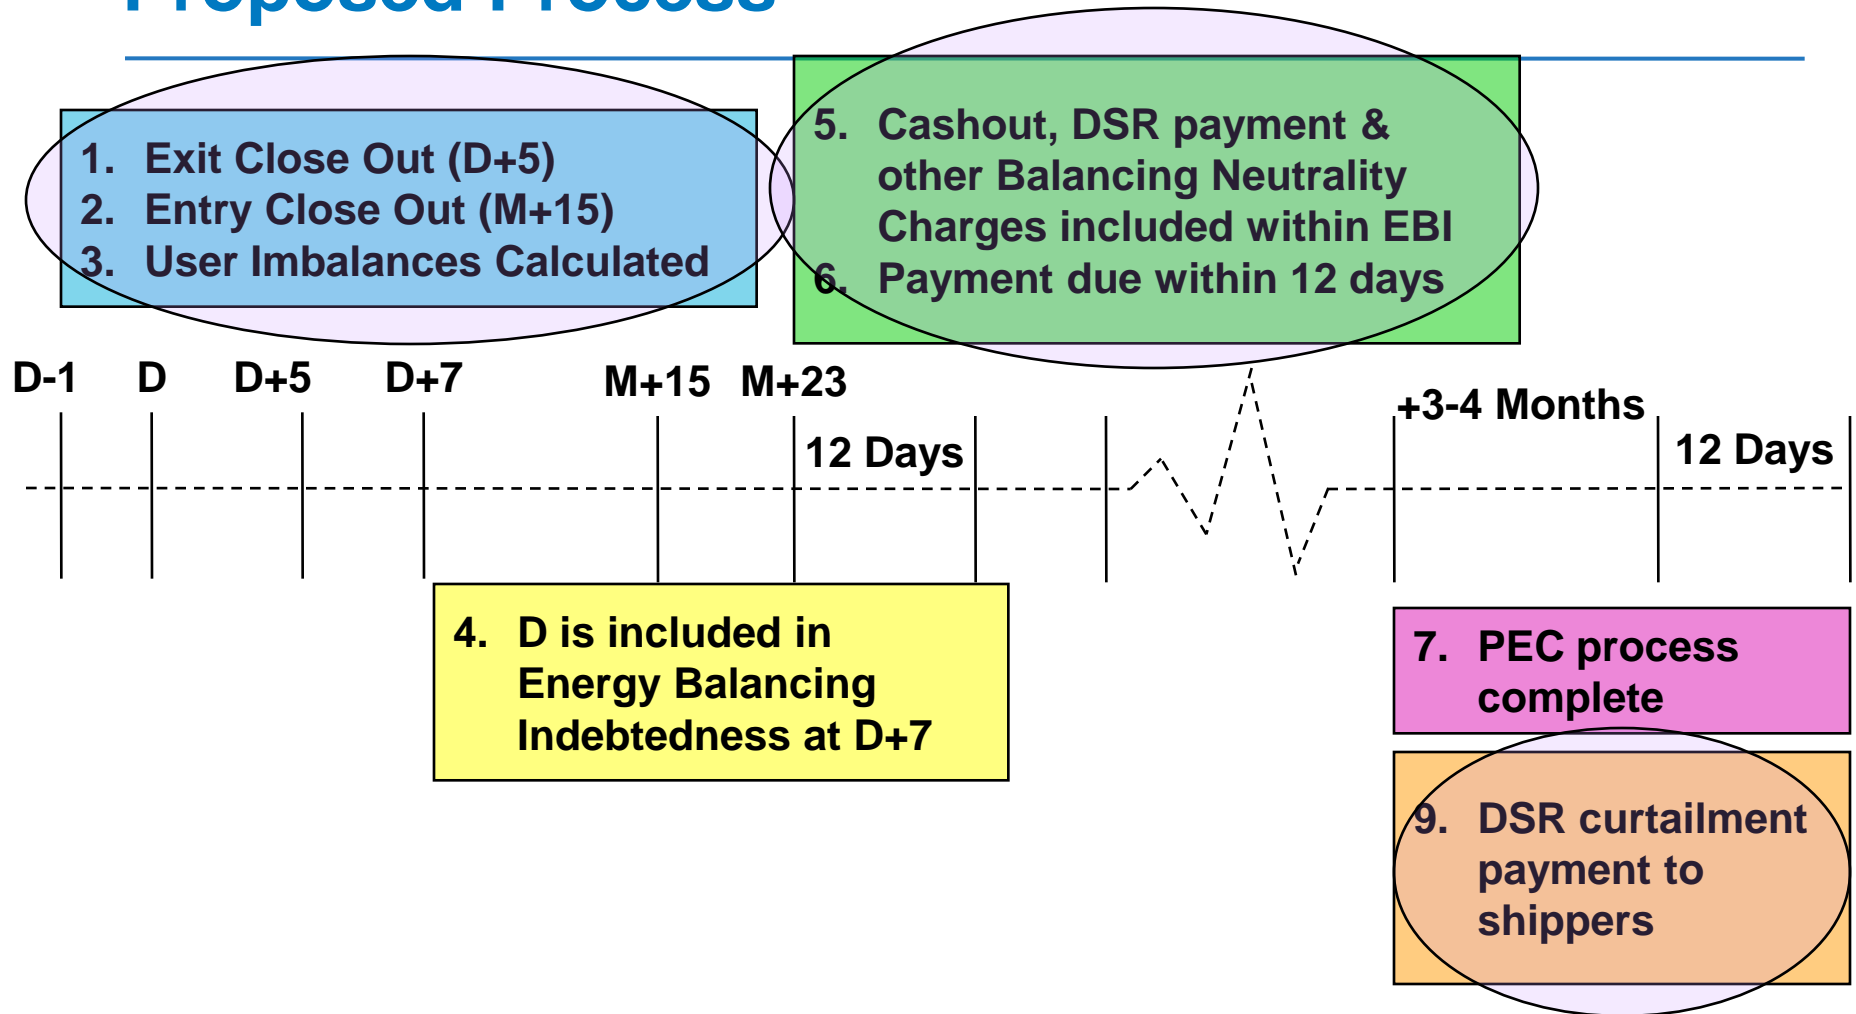 Proposed Process
1. Exit Close Out (D+5)
2. Entry Close Out (M+15)
3. User Imbalances Calculated
5. Cashout, DSR payment &
other Balancing Neutrality
Charges included within EBI
6. Payment due within 12 days
D-1 D D+5 D+7 M+15 M+23
+3-4 Months
12 Days
12 Days
4. D is included in
Energy Balancing
Indebtedness at D+7
7. PEC process
complete
9. DSR curtailment
payment to
shippers